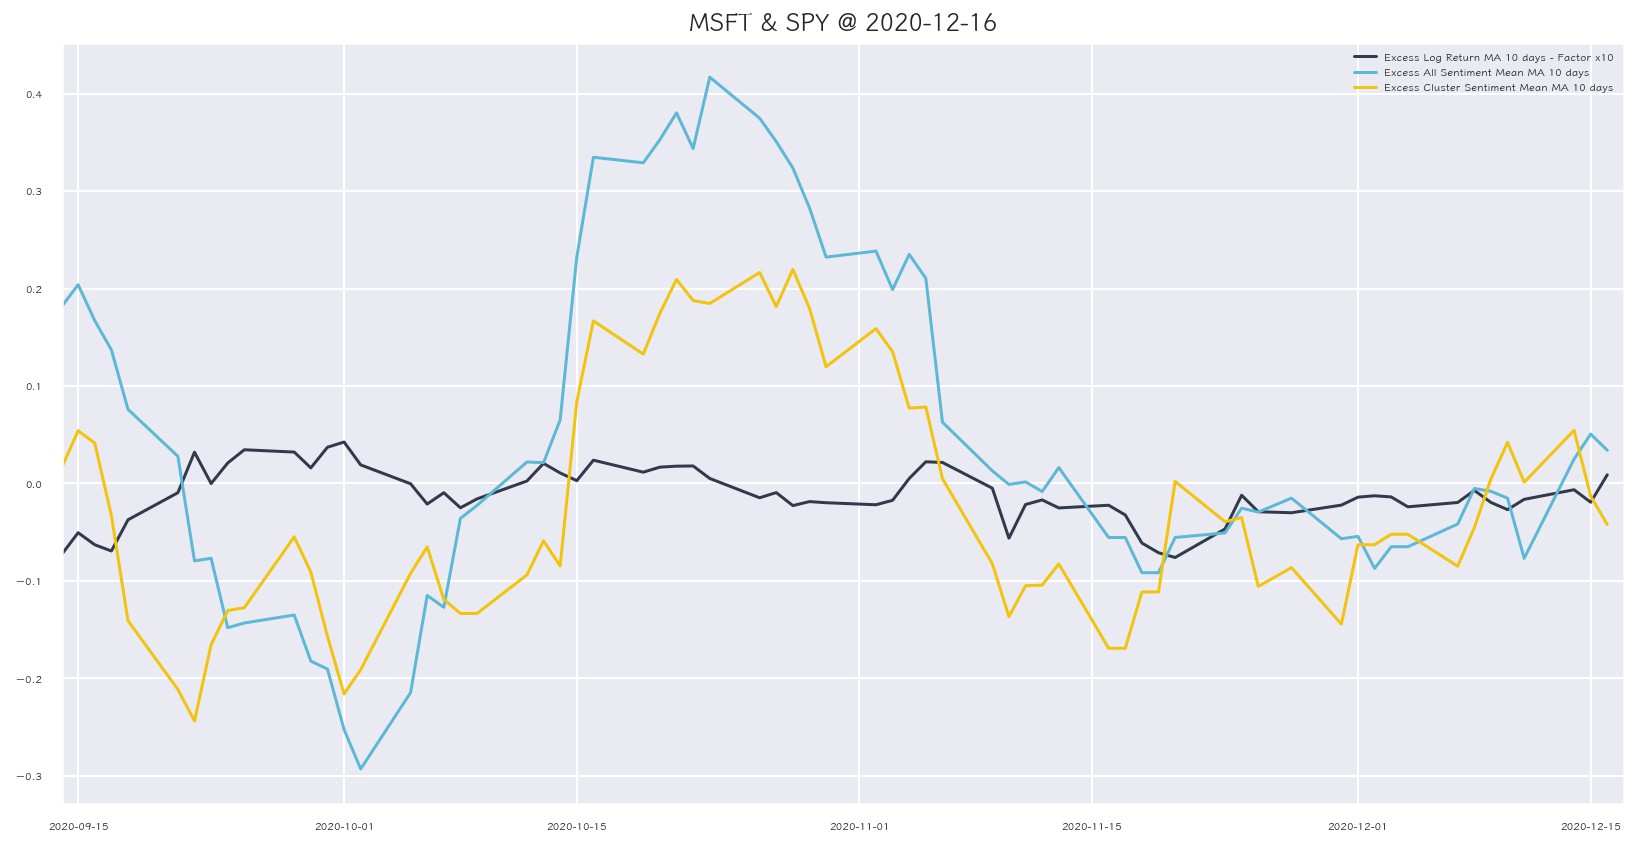 MSFT & SPY @ 2020-12-16
Excess Log Return MA 10 days - Factor x10
Excess All Sentiment Mean MA 10 days
Excess Cluster Sentiment Mean MA 10 days
0.4
0.3
0.2
0.1
0.0
−0.1
−0.2
−0.3
2020-09-15 2020-10-01 2020-10-15 2020-11-01 2020-11-15 2020-12-01 2020-12-15